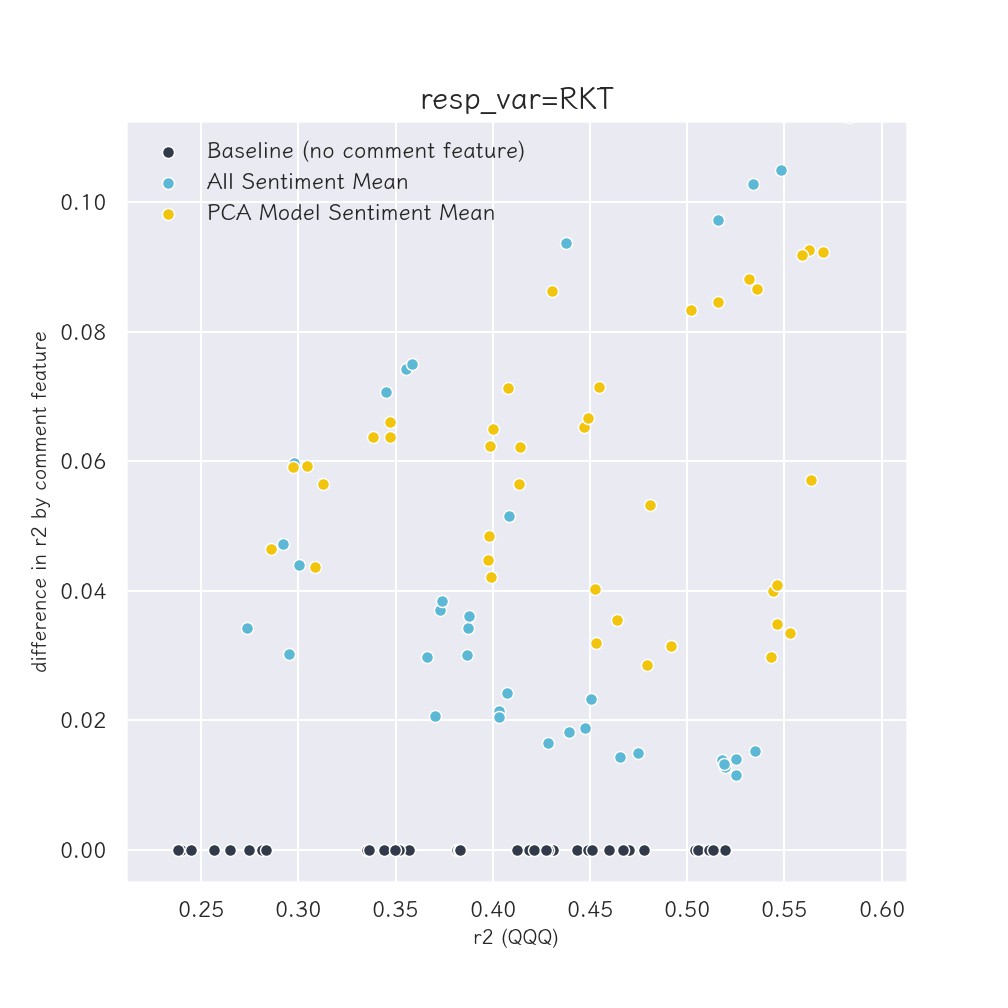 resp_var=RKT
Baseline (no comment feature)
All Sentiment Mean
PCA Model Sentiment Mean
difference in r2 by comment feature
0.10
0.08
0.06
0.04
0.02
0.00
0.25 0.30 0.35 0.40 0.45 0.50 0.55 0.60
r2 (QQQ)